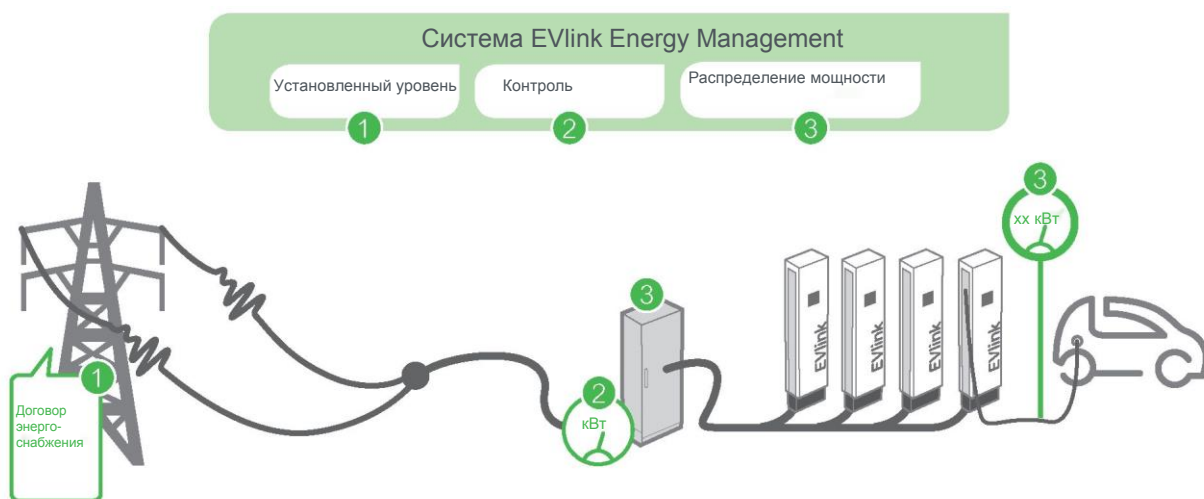 Система EVlink Energy Management
Установленный уровень
Контроль
Распределение мощности
1
2
3
3
xx кВт
3
EVlink
EVlink
EVlink
EVlink
1
Договор
энерго-
снабжения
2
кВт